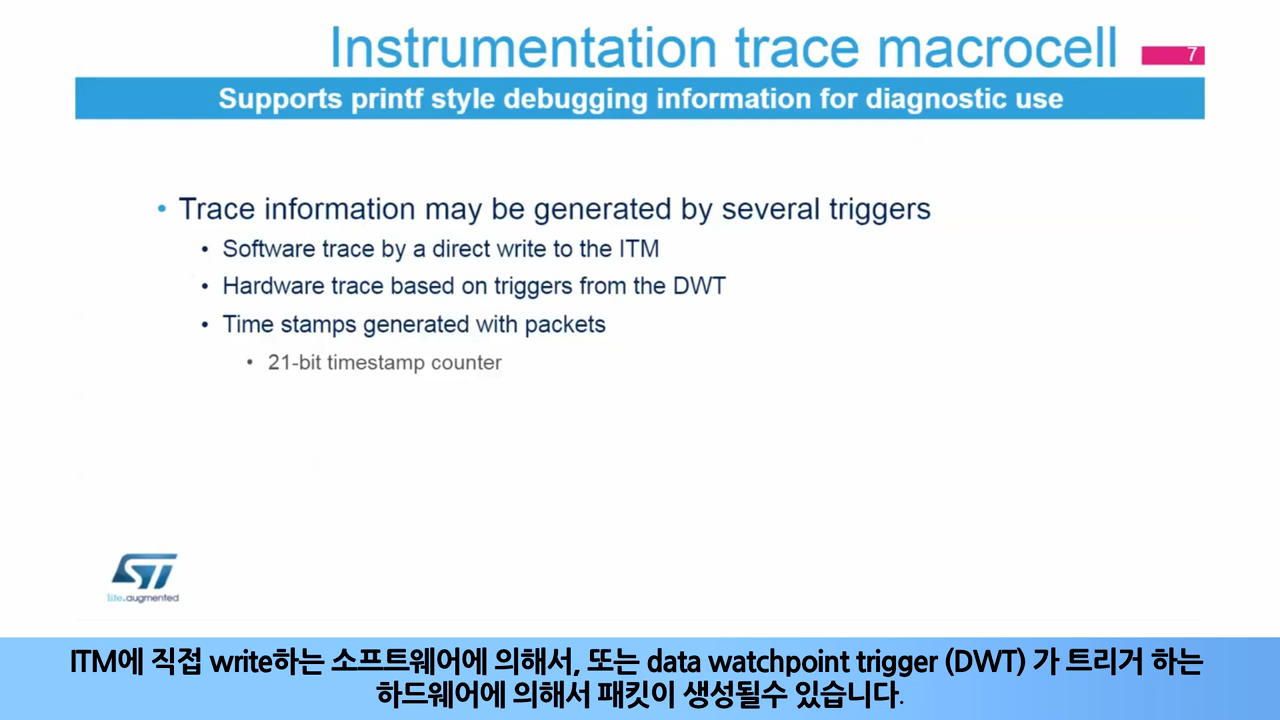 Instrumentation trace macrocell
7
Supports printf style debugging information for diagnostic use
• Trace information may be generated by several triggers
• Software trace by a direct write to the ITM
• Hardware trace based on triggers from the DWT
• Time stamps generated with packets
• 21-bit timestamp counter
ST
life.augmented
ITM에 직접 write하는 소프트웨어에 의해서, 또는 data watchpoint trigger (DWT) 가 트리거 하는
하드웨어에 의해서 패킷이 생성될수 있습니다.